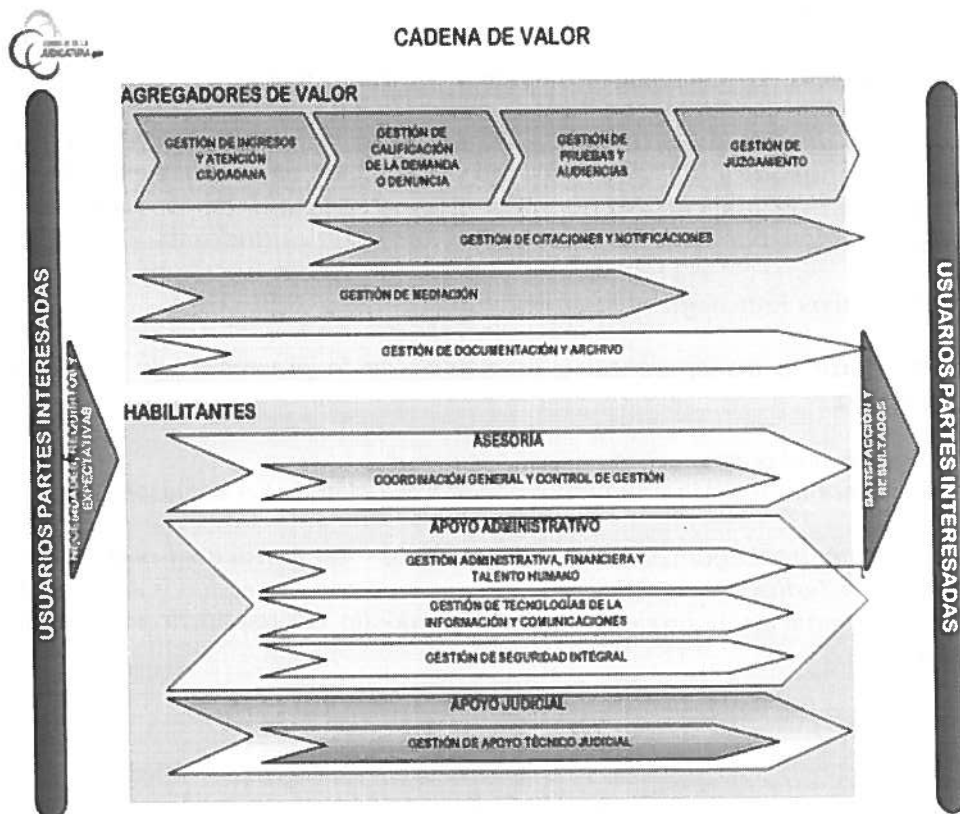 CONSEJO DE LA
JUDICATURA
CADENA DE VALOR
USUARIOS PARTES INTERESADAS
EXPECTATIVAS
AGREGADORES DE VALOR
GESTIÓN DE INGRESOS
Y ATENCIÓN
CIUDADANA
GESTIÓN DE
CALIFICACIÓN
DE LA DEMANDA
O DENUNCIA
GESTIÓN DE
PRUEBAS Y
AUDIENCIAS
GESTIÓN DE
JUZGAMIENTO
GESTIÓN DE CITACIONES Y NOTIFICACIONES
GESTIÓN DE MEDIACIÓN
GESTIÓN DE DOCUMENTACIÓN Y ARCHIVO
HABILITANTES
ASESORÍA
COORDINACIÓN GENERAL Y CONTROL DE GESTIÓN
APOYO ADMINISTRATIVO
GESTIÓN ADMINISTRATIVA, FINANCIERA Y
TALENTO HUMANO
GESTIÓN DE TECNOLOGÍAS DE LA
INFORMACIÓN Y COMUNICACIONES
GESTIÓN DE SEGURIDAD INTEGRAL
APOYO JUDICIAL
GESTIÓN DE APOYO TÉCNICO JUDICIAL
SATISFACCIÓN Y
RESULTADOS
USUARIOS PARTES INTERESADAS